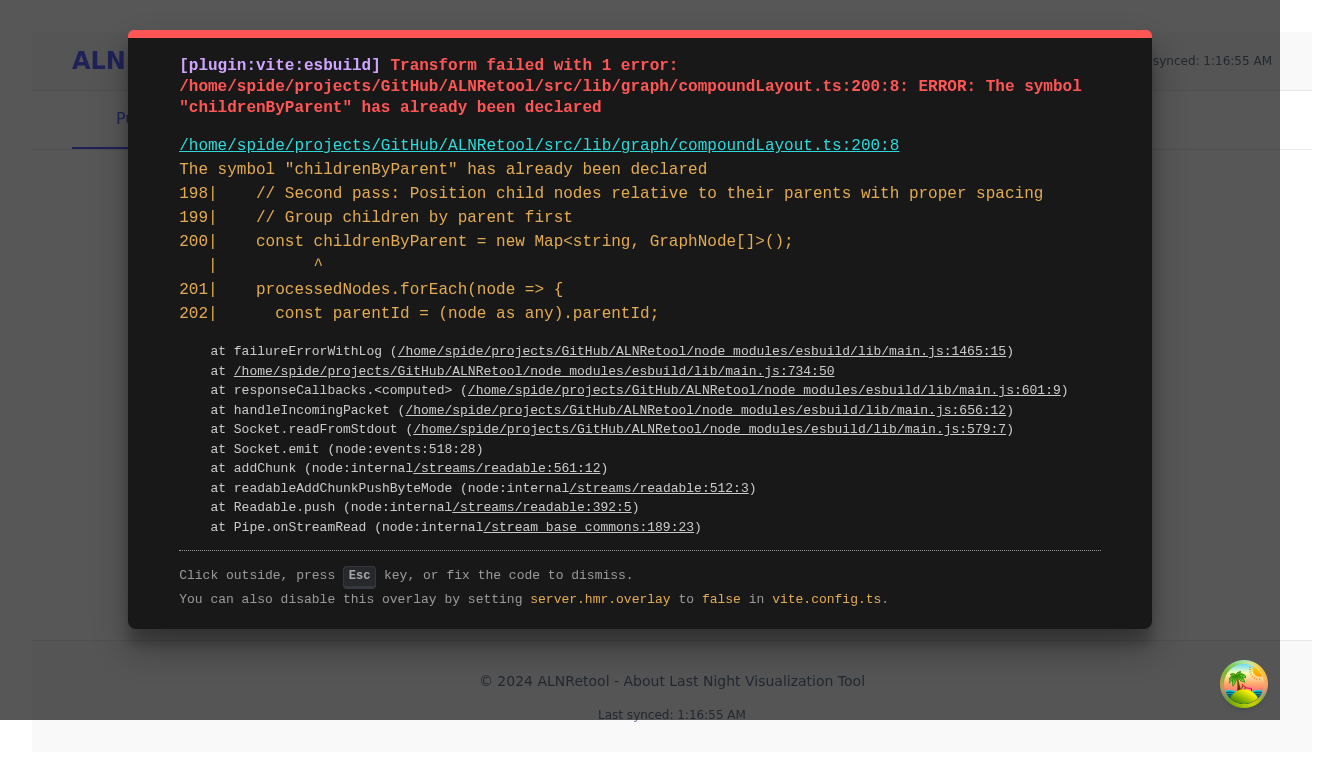 ALN
synced: 1:16:55 AM
[plugin:vite:esbuild] Transform failed with 1 error:
/home/spide/projects/GitHub/ALNRetool/src/lib/graph/compoundLayout.ts:200:8: ERROR: The symbol
"childrenByParent" has already been declared
/home/spide/projects/GitHub/ALNRetool/src/lib/graph/compoundLayout.ts:200:8
The symbol "childrenByParent" has already been declared
198|    // Second pass: Position child nodes relative to their parents with proper spacing
199|    // Group children by parent first
200|    const childrenByParent = new Map<string, GraphNode[]>();
   |          ^
201|    processedNodes.forEach(node => {
202|      const parentId = (node as any).parentId;
at failureErrorWithLog (/home/spide/projects/GitHub/ALNRetool/node_modules/esbuild/lib/main.js:1465:15)
at /home/spide/projects/GitHub/ALNRetool/node_modules/esbuild/lib/main.js:734:50
at responseCallbacks.<computed> (/home/spide/projects/GitHub/ALNRetool/node_modules/esbuild/lib/main.js:601:9)
at handleIncomingPacket (/home/spide/projects/GitHub/ALNRetool/node_modules/esbuild/lib/main.js:656:12)
at Socket.readFromStdout (/home/spide/projects/GitHub/ALNRetool/node_modules/esbuild/lib/main.js:579:7)
at Socket.emit (node:events:518:28)
at addChunk (node:internal/streams/readable:561:12)
at readableAddChunkPushByteMode (node:internal/streams/readable:512:3)
at Readable.push (node:internal/streams/readable:392:5)
at Pipe.onStreamRead (node:internal/stream_base_commons:189:23)
Click outside, press Esc key, or fix the code to dismiss.
You can also disable this overlay by setting server.hmr.overlay to false in vite.config.ts.
© 2024 ALNRetool - About Last Night Visualization Tool
Last synced: 1:16:55 AM